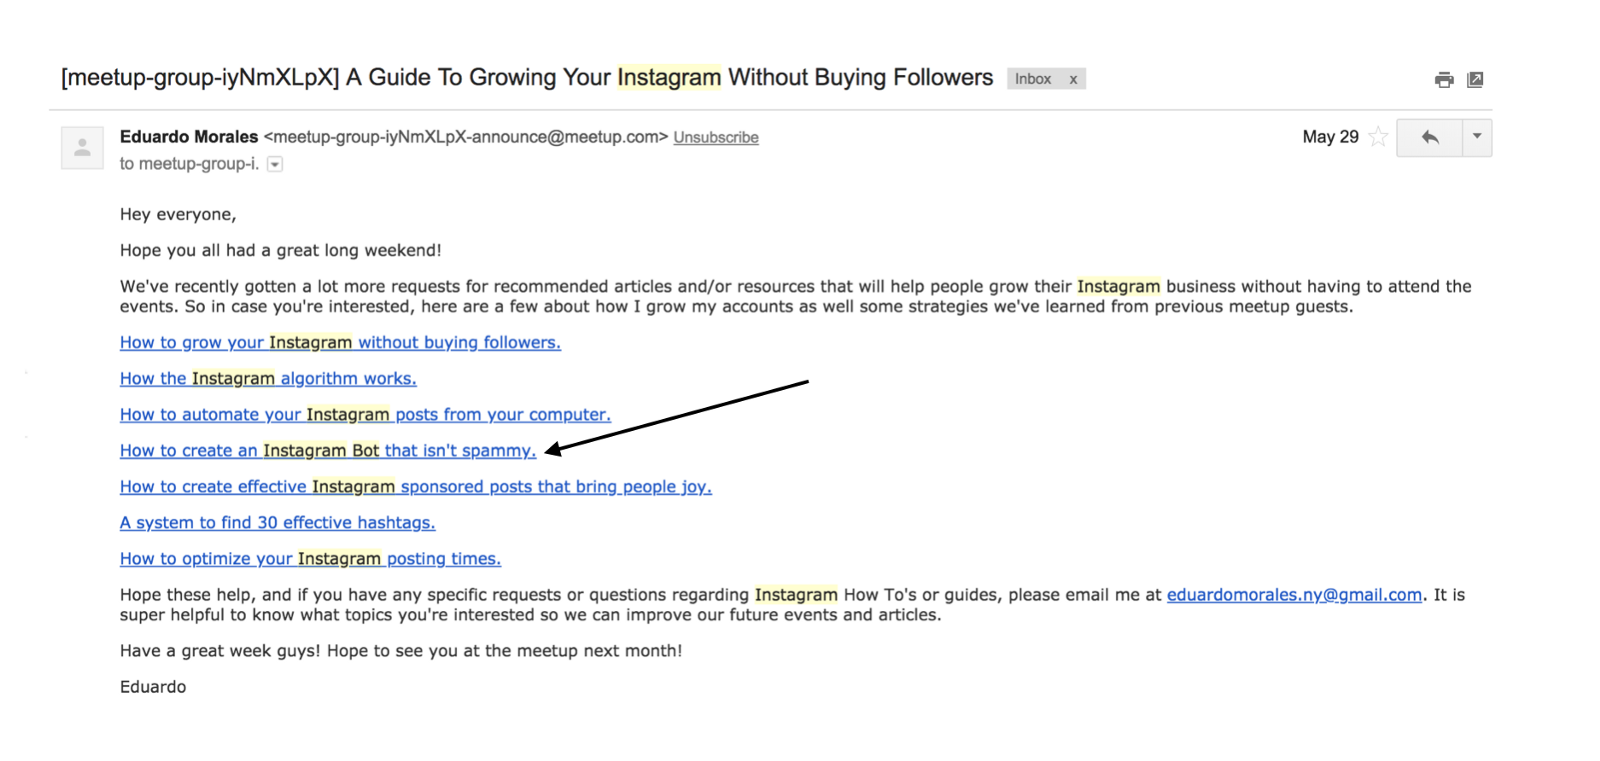 [meetup-group-iyNmXLpX] A Guide To Growing Your Instagram Without Buying Followers Inbox x
Eduardo Morales <meetup-group-iyNmXLpX-announce@meetup.com> Unsubscribe May 29
to meetup-group-i.
Hey everyone,
Hope you all had a great long weekend!
We've recently gotten a lot more requests for recommended articles and/or resources that will help people grow their Instagram business without having to attend the
events. So in case you're interested, here are a few about how I grow my accounts as well some strategies we've learned from previous meetup guests.
How to grow your Instagram without buying followers.
How the Instagram algorithm works.
How to automate your Instagram posts from your computer.
How to create an Instagram Bot that isn't spammy.
How to create effective Instagram sponsored posts that bring people joy.
A system to find 30 effective hashtags.
How to optimize your Instagram posting times.
Hope these help, and if you have any specific requests or questions regarding Instagram How To's or guides, please email me at eduardomorales.ny@gmail.com. It is
super helpful to know what topics you're interested so we can improve our future events and articles.
Have a great week guys! Hope to see you at the meetup next month!
Eduardo